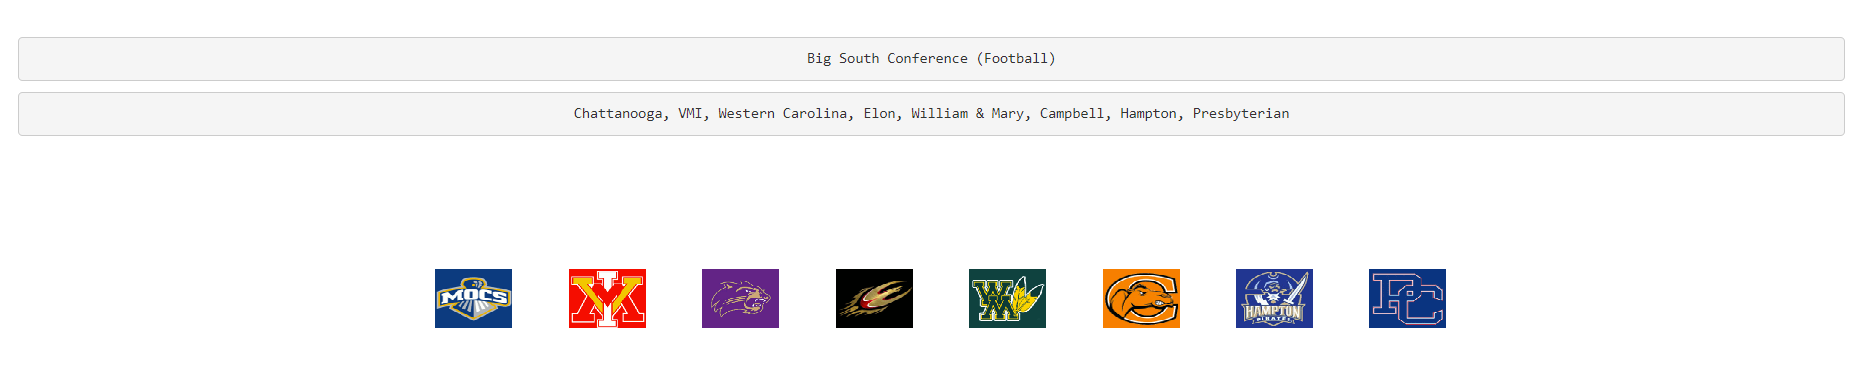 Big South Conference (Football)
Chattanooga, VMI, Western Carolina, Elon, William & Mary, Campbell, Hampton, Presbyterian
MOCS VMI WM C HAMPTON PIRATES PC